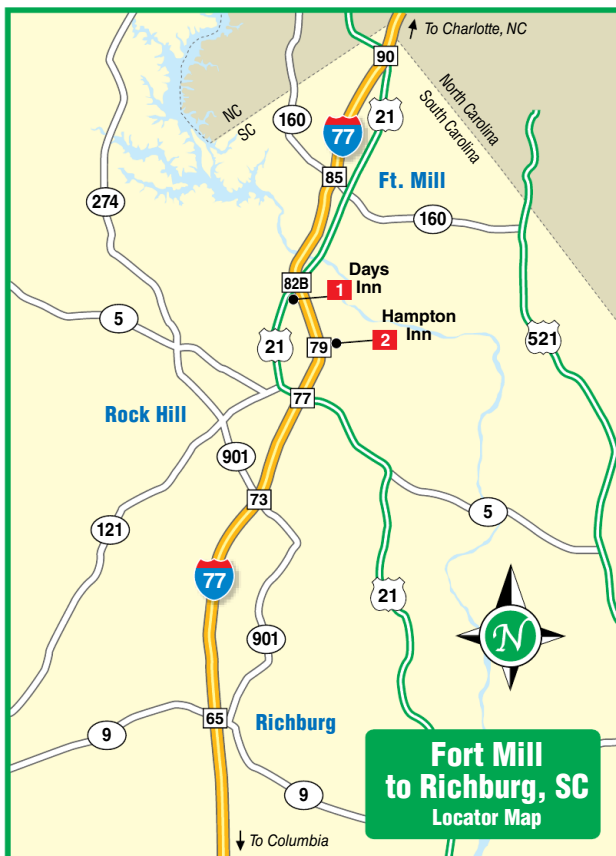 To Charlotte, NC
90
North Carolina
South Carolina
NC
SC
160
77
21
85
Ft. Mill
274
160
Days
Inn
82B
1
Hampton
Inn
5
21
79
2
521
77
Rock Hill
901
73
5
121
77
21
N
901
65
Richburg
9
9
Fort Mill
to Richburg, SC
Locator Map
To Columbia